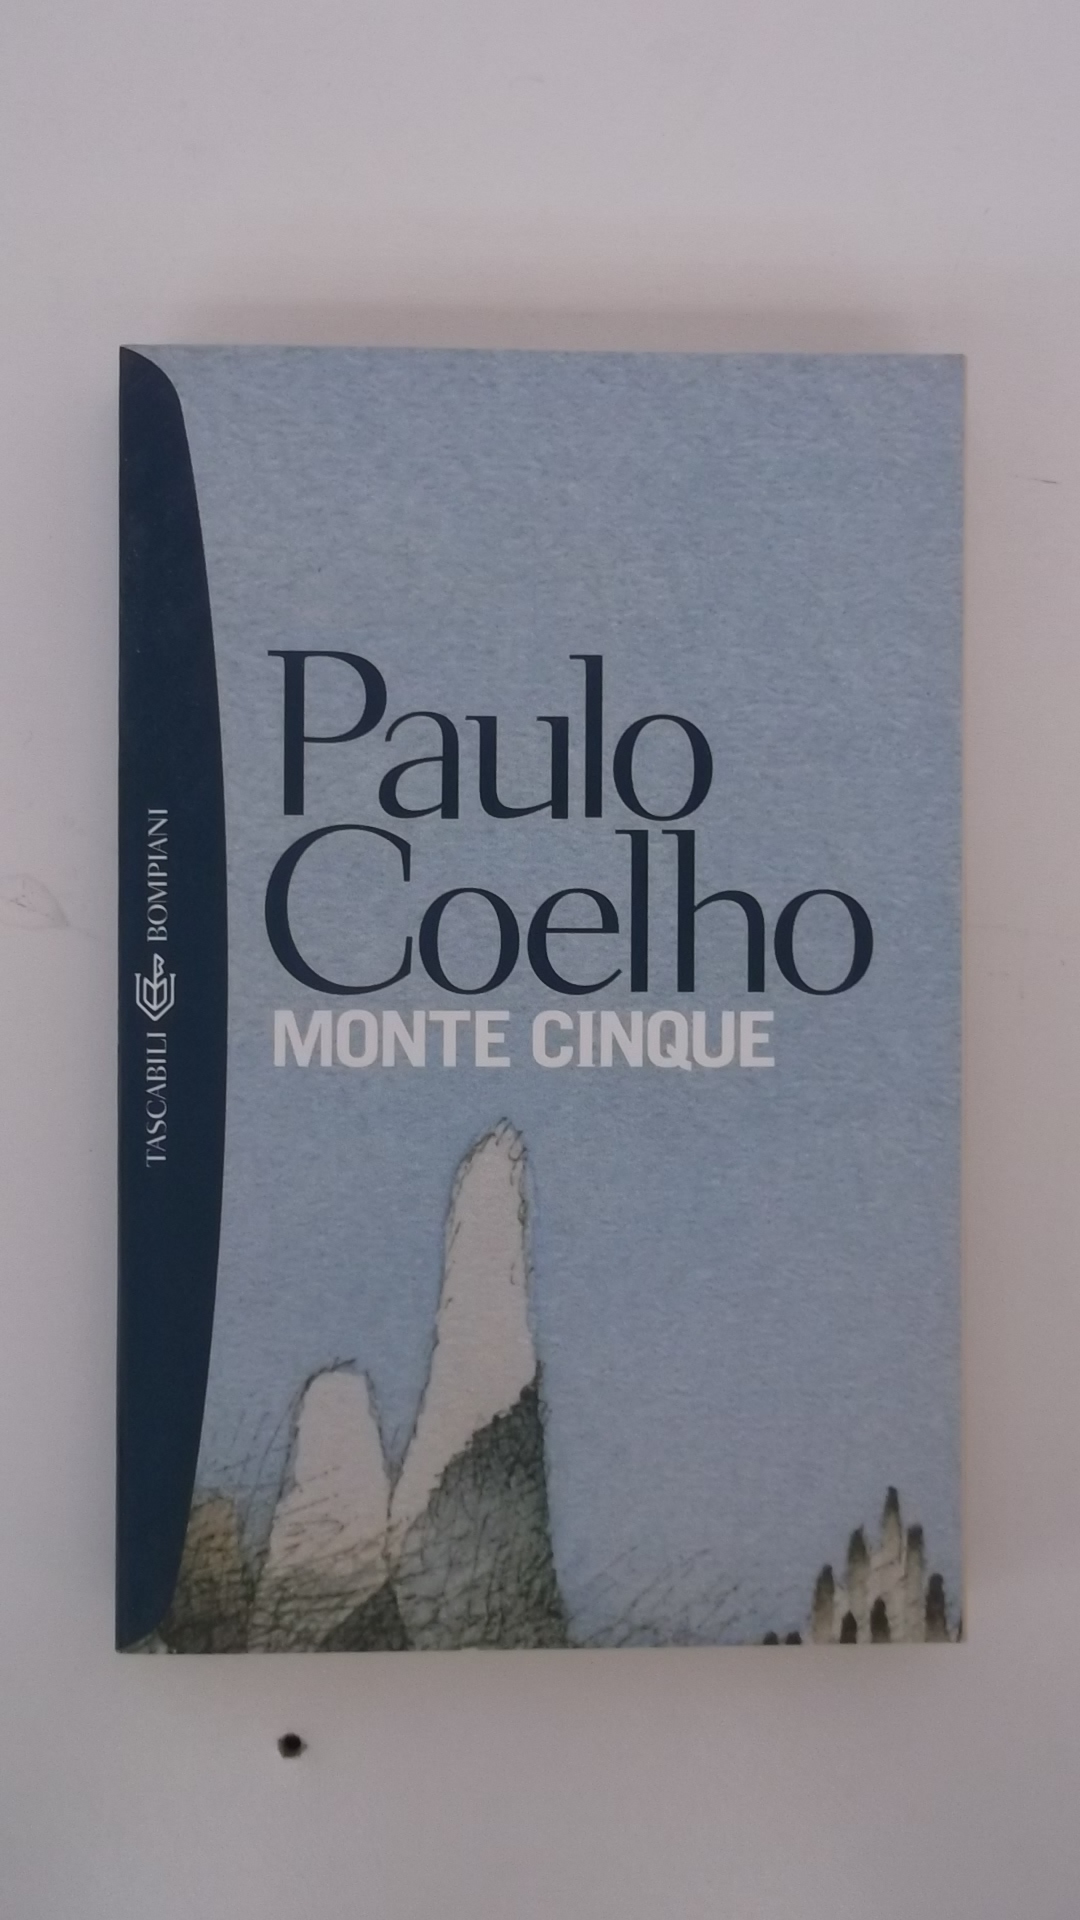 Paulo
Coelho
MONTE CINQUE
TASCABILI BOMPIANI